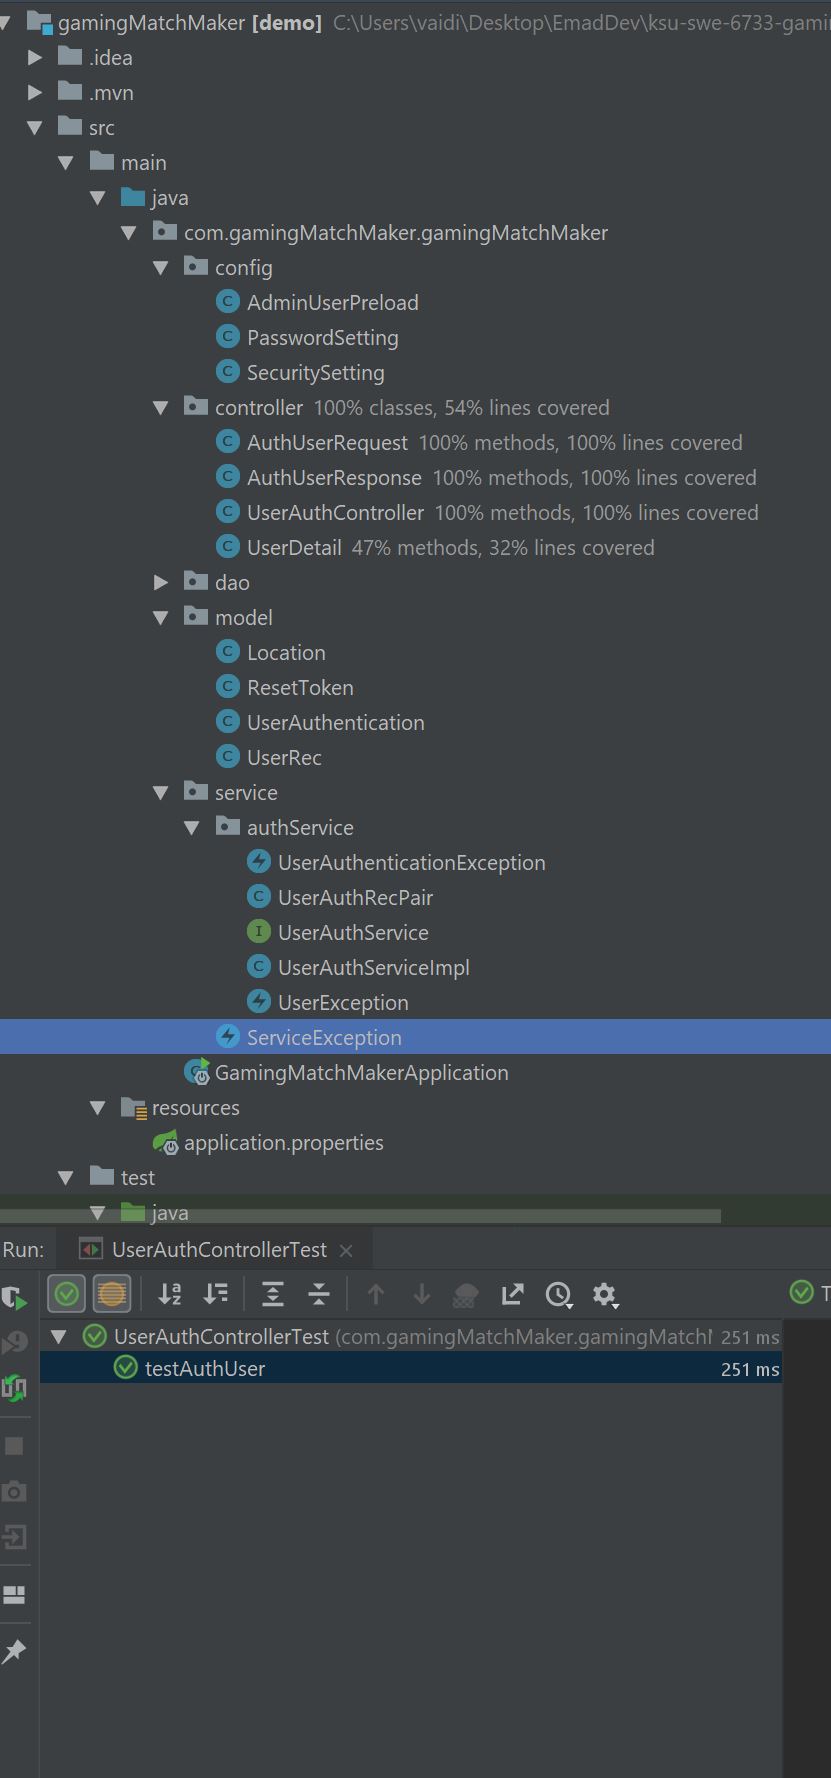 gamingMatchMaker [demo] C:\Users\vaidi\Desktop\EmadDev\ksu-swe-6733-gami
.idea
.mvn
src
main
java
com.gamingMatchMaker.gamingMatchMaker
config
C AdminUserPreload
C PasswordSetting
C SecuritySetting
controller 100% classes, 54% lines covered
C AuthUserRequest 100% methods, 100% lines covered
C AuthUserResponse 100% methods, 100% lines covered
C UserAuthController 100% methods, 100% lines covered
C UserDetail 47% methods, 32% lines covered
dao
model
C Location
C ResetToken
C UserAuthentication
C UserRec
service
authService
UserAuthenticationException
C UserAuthRecPair
I UserAuthService
C UserAuthServiceImpl
UserException
ServiceException
GamingMatchMakerApplication
resources
application.properties
test
java
Run: UserAuthControllerTest
T
UserAuthControllerTest (com.gamingMatchMaker.gamingMatchM 251 ms
testAuthUser 251 ms